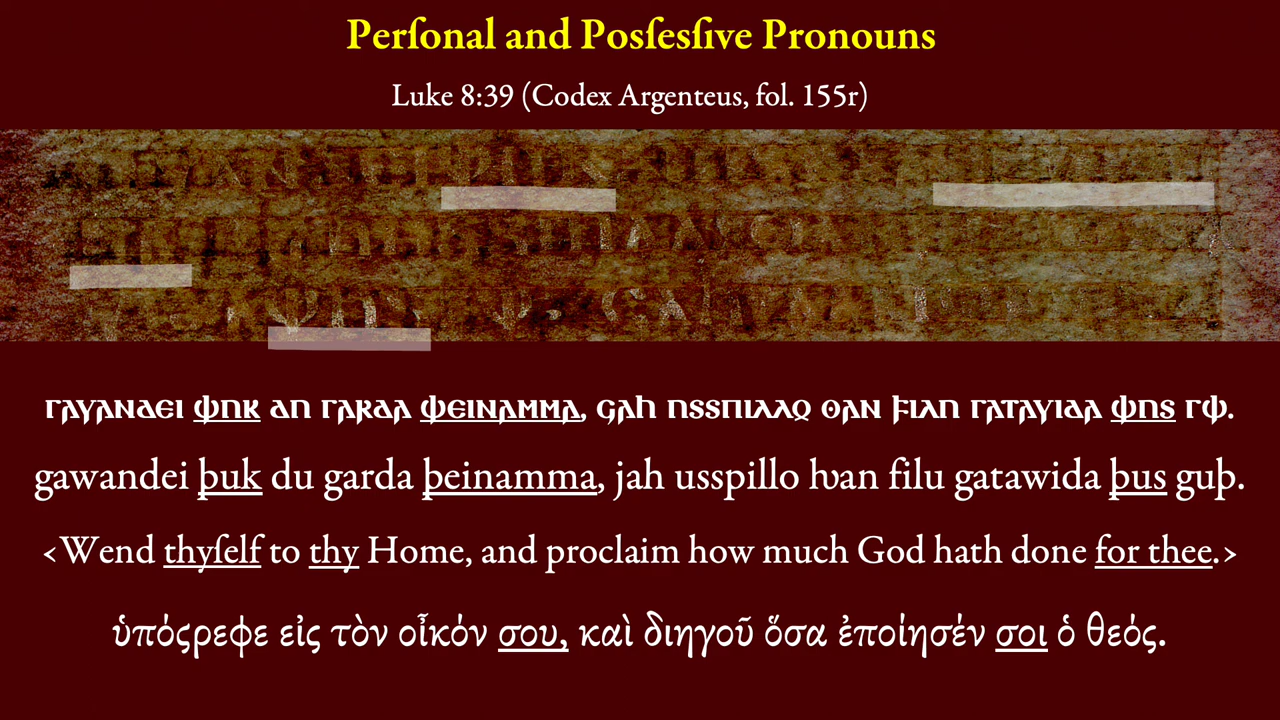 Perſonal and Posſesſive Pronouns
Luke 8:39 (Codex Argenteus, fol. 155r)
𐌲𐌰𐍅𐌰𐌽𐌳𐌴𐌹 𐌸𐌿𐌺 𐌳𐌿 𐌲𐌰𐍂𐌳𐌰 𐌸𐌴𐌹𐌽𐌰𐌼𐌼𐌰, 𐌾𐌰𐌷 𐌿𐍃𐍃𐍀𐌹𐌻𐌻𐍉 𐍈𐌰𐌽 𐍆𐌹𐌻𐌿 𐌲𐌰𐍄𐌰𐍅𐌹𐌳𐌰 𐌸𐌿𐍃 𐌲𐌸.
gawandei þuk du garda þeinamma, jah usspillo ƕan filu gatawida þus guþ.
<Wend thyſelf to thy Home, and proclaim how much God hath done for thee.>
ὑπόϛρεφε εἰς τὸν οἶκόν σου, καὶ διηγοῦ ὅσα ἐποίησέν σοι ὁ θεός.